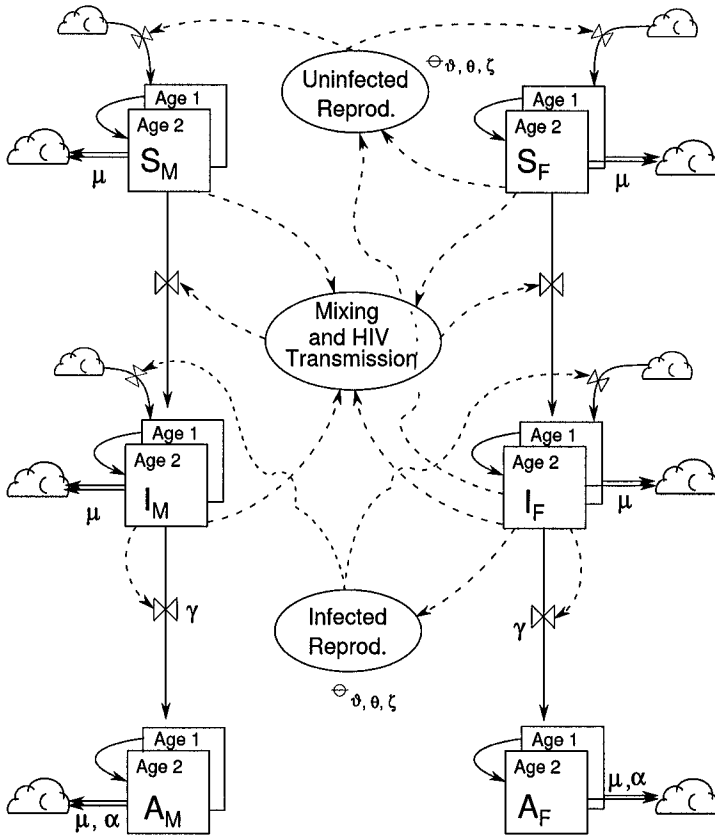 Uninfected
Reprod.
ϑ, θ, ζ
Age 1
Age 2
S_M
μ
Age 1
Age 2
S_F
μ
Mixing
and HIV
Transmission
Age 1
Age 2
I_M
μ
Age 1
Age 2
I_F
μ
γ
Infected
Reprod.
ϑ, θ, ζ
γ
Age 1
Age 2
A_M
μ, α
Age 1
Age 2
A_F
μ, α